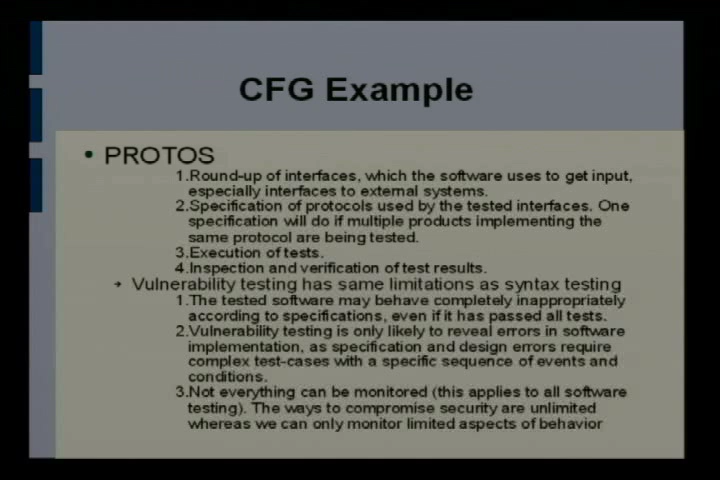 CFG Example
• PROTOS
1.Round-up of interfaces, which the software uses to get input,
especially interfaces to external systems.
2.Specification of protocols used by the tested interfaces. One
specification will do if multiple products implementing the
same protocol are being tested.
3.Execution of tests.
4.Inspection and verification of test results.
➔ Vulnerability testing has same limitations as syntax testing
1.The tested software may behave completely inappropriately
according to specifications, even if it has passed all tests.
2.Vulnerability testing is only likely to reveal errors in software
implementation, as specification and design errors require
complex test-cases with a specific sequence of events and
conditions.
3.Not everything can be monitored (this applies to all software
testing). The ways to compromise security are unlimited
whereas we can only monitor limited aspects of behavior